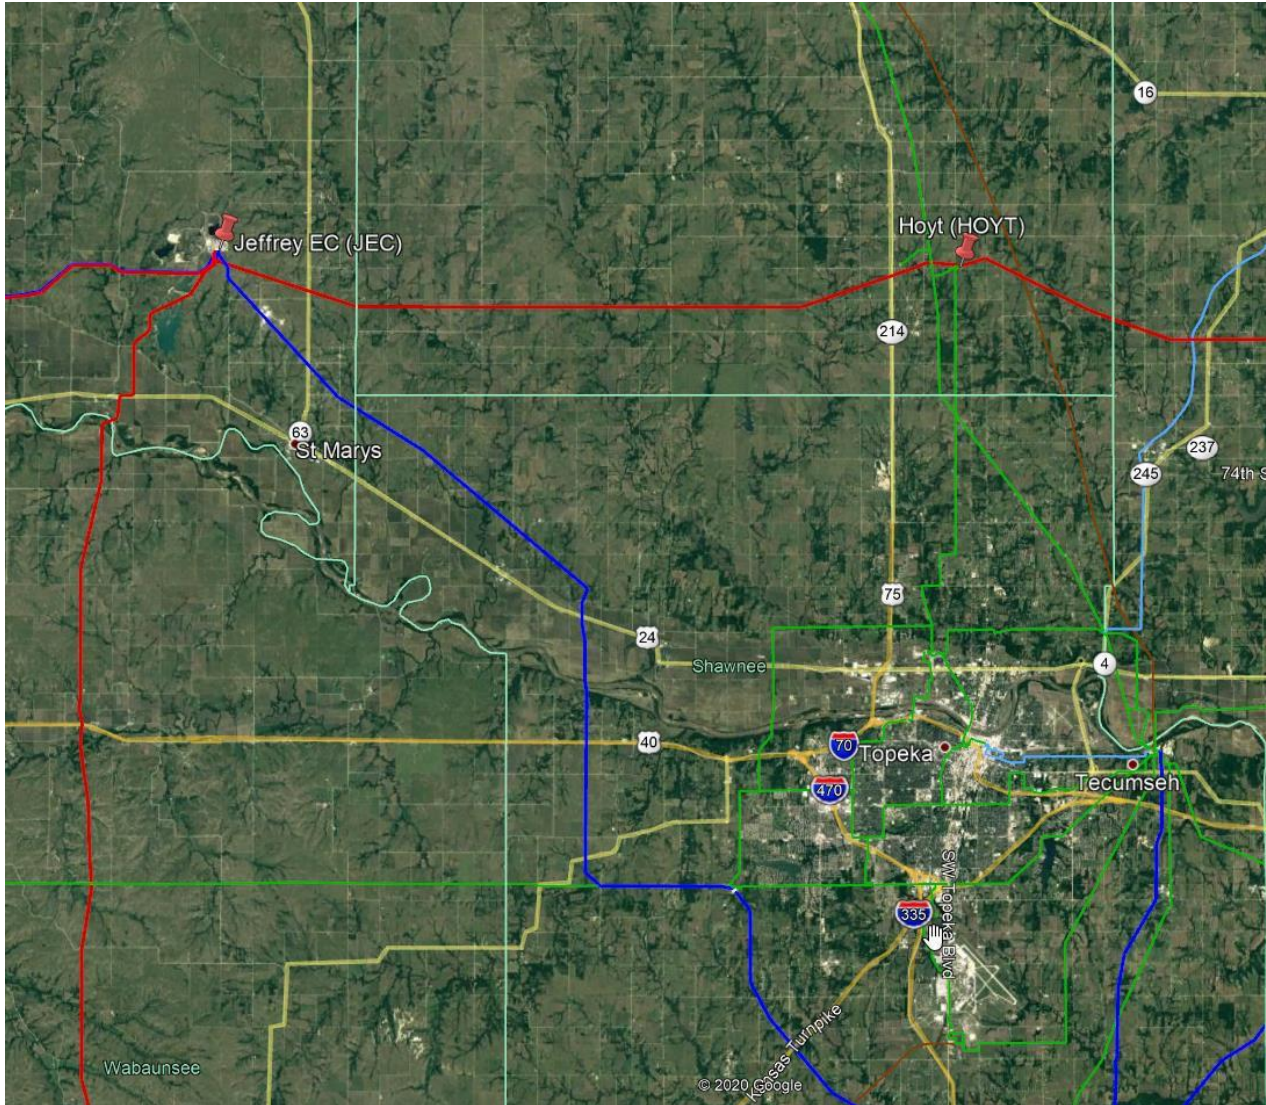 16
Hoyt (HOYT)
Jeffrey EC (JEC)
214
63
St Marys
237
245
74th S
75
24
Shawnee
4
40
70
Topeka
470
Tecumseh
SW Topeka Blvd
335
Kansas Turnpike
Wabaunsee
© 2020 Google